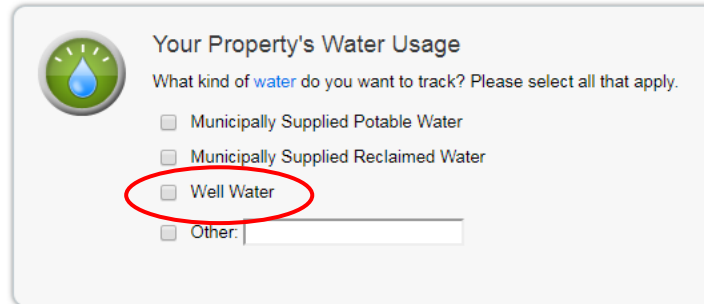 Your Property's Water Usage
What kind of water do you want to track? Please select all that apply.
Municipally Supplied Potable Water
Municipally Supplied Reclaimed Water
Well Water
Other: